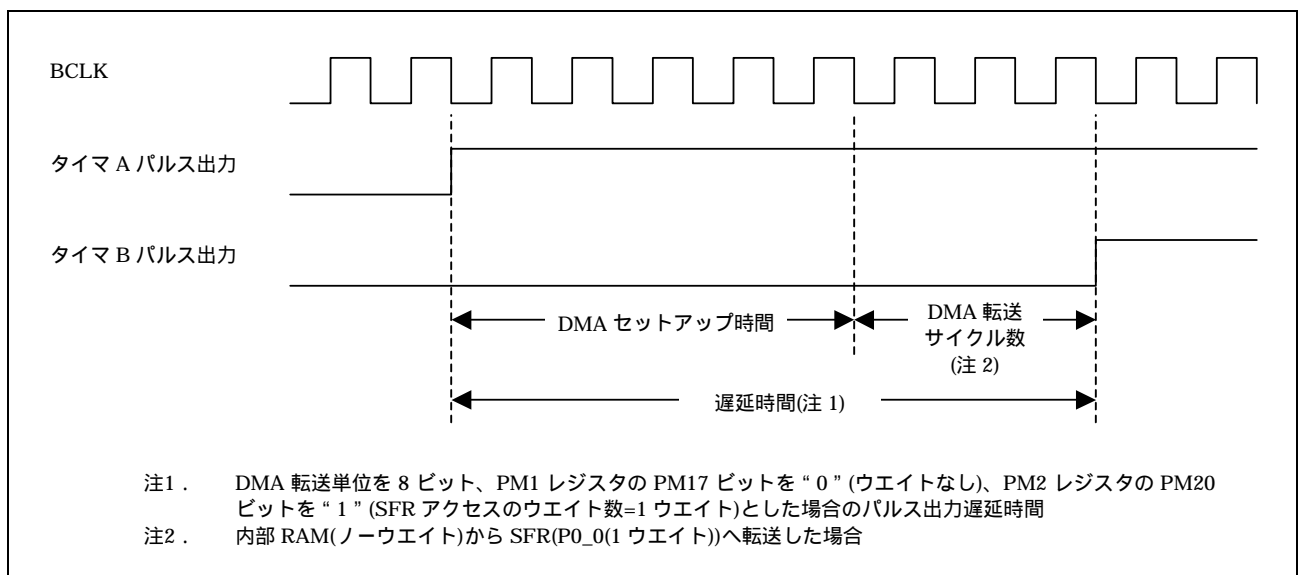 BCLK
タイマ A パルス出力
タイマ B パルス出力
DMA セットアップ時間
DMA 転送
サイクル数
(注 2)
遅延時間(注 1)
注1． DMA 転送単位を 8 ビット、PM1 レジスタの PM17 ビットを “ 0 ” (ウエイトなし)、PM2 レジスタの PM20
ビットを “ 1 ” (SFR アクセスのウエイト数=1 ウエイト)とした場合のパルス出力遅延時間
注2． 内部 RAM(ノーウエイト)から SFR(P0_0(1 ウエイト))へ転送した場合